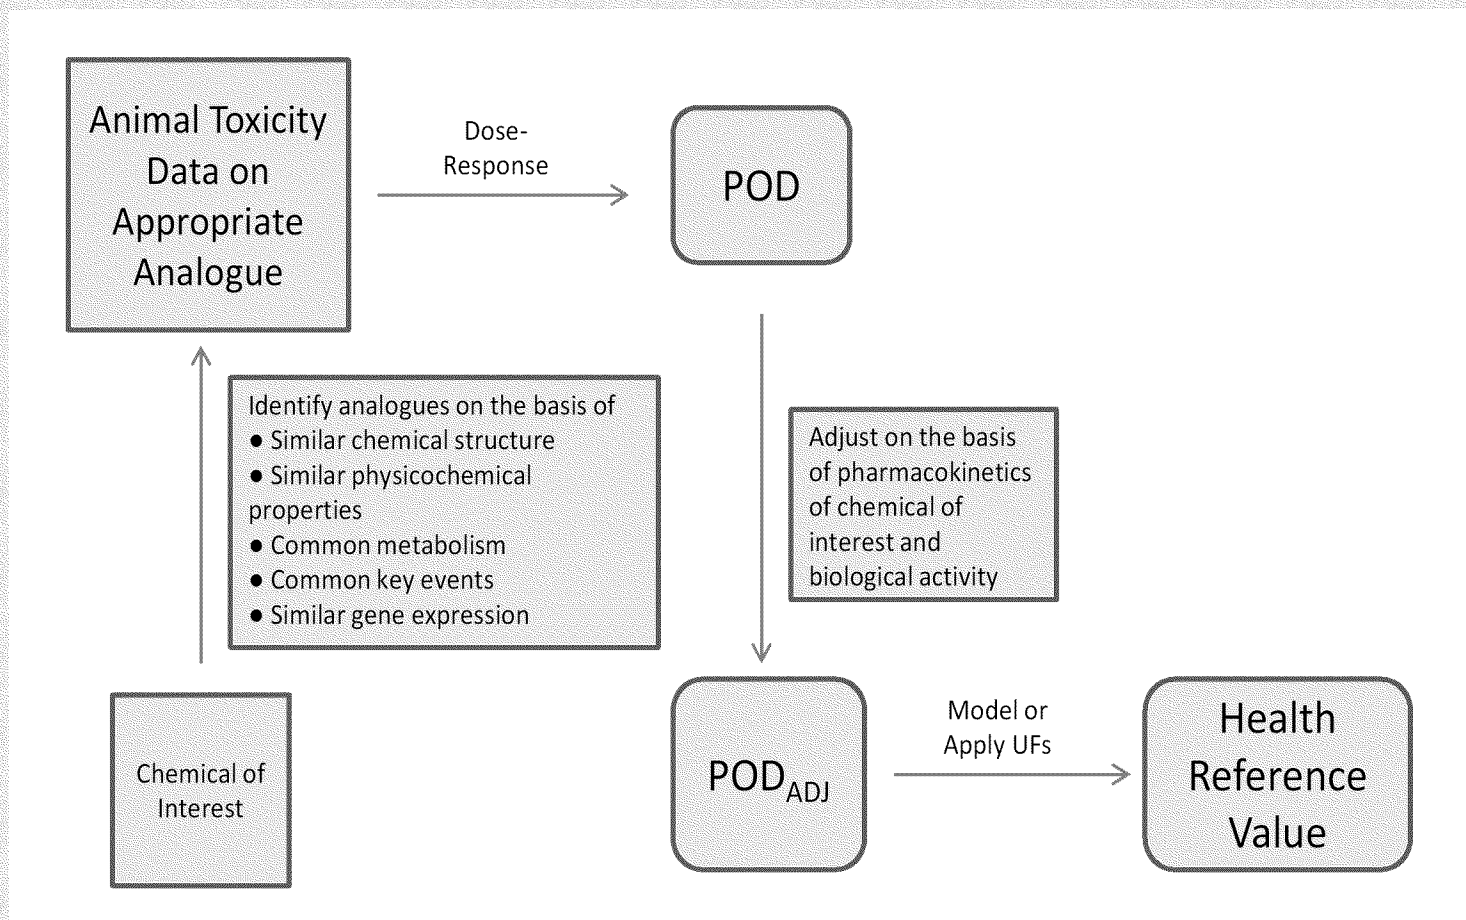 Animal Toxicity
Data on
Appropriate
Analogue
Dose-
Response
POD
Identify analogues on the basis of
● Similar chemical structure
● Similar physicochemical
properties
● Common metabolism
● Common key events
● Similar gene expression
Adjust on the basis
of pharmacokinetics
of chemical of
interest and
biological activity
Chemical of
Interest
POD ADJ
Model or
Apply UFs
Health
Reference
Value